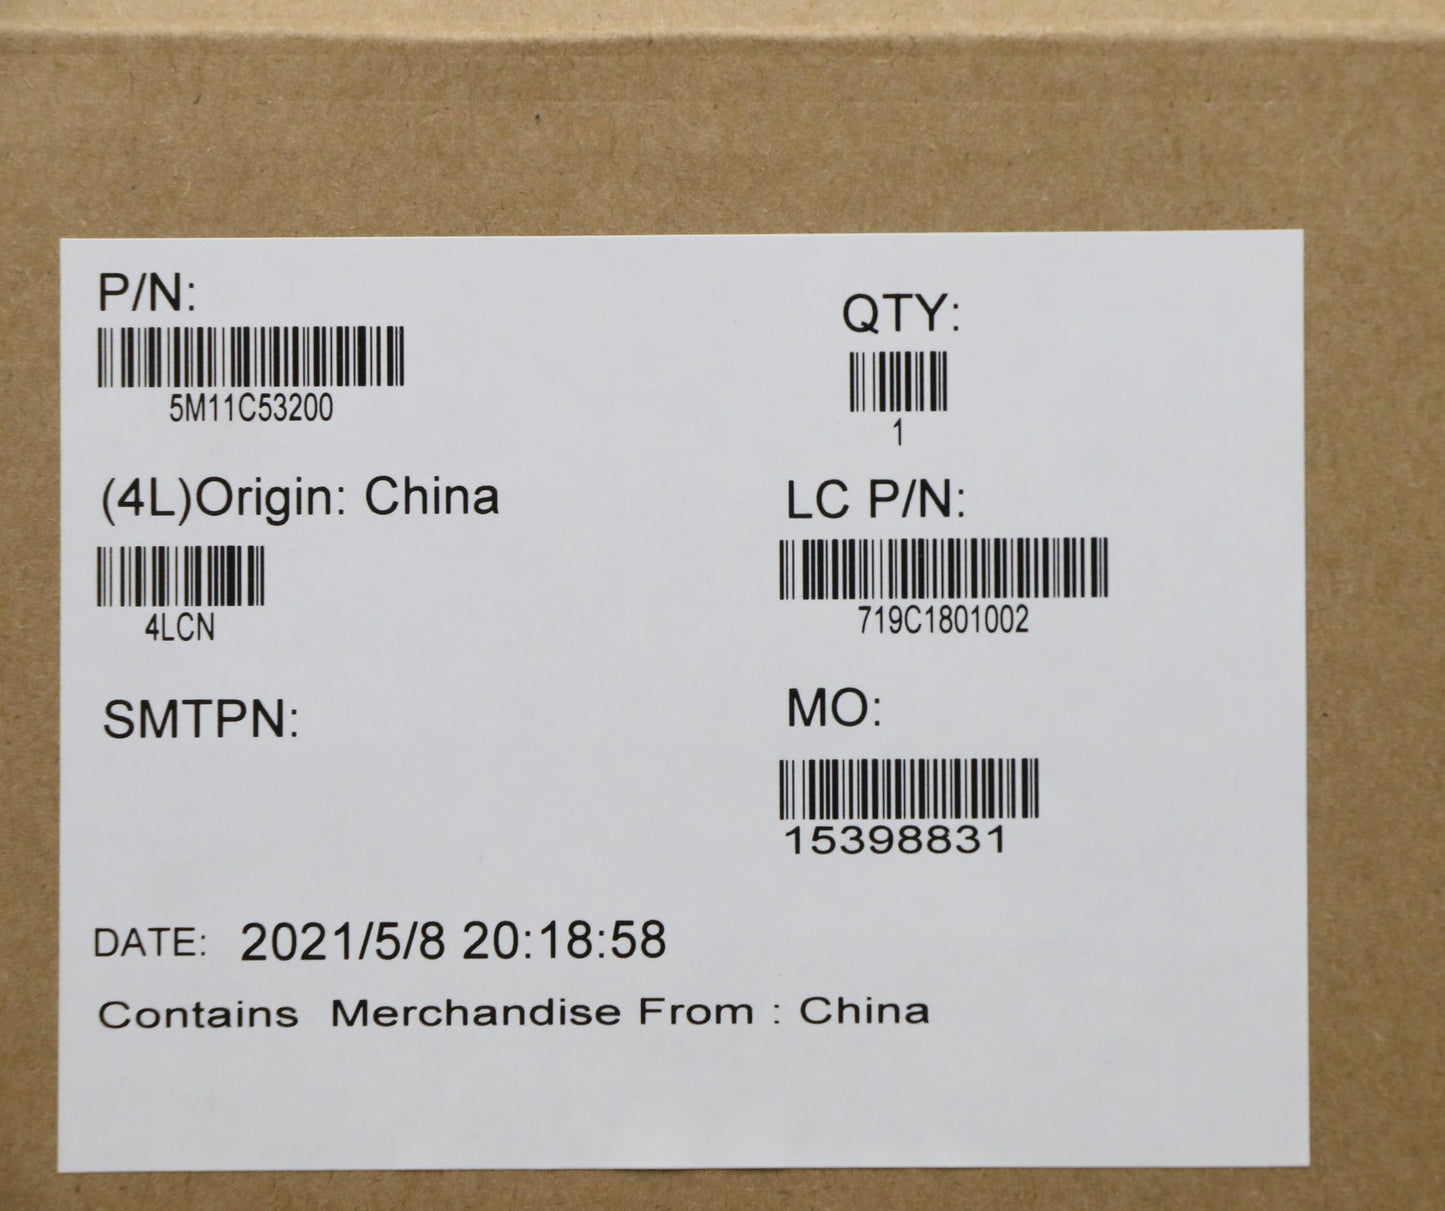 P/N:
5M11C53200
QTY:
1
(4L)Origin: China
4LCN
LC P/N:
719C1801002
SMTPN:
MO:
15398831
DATE: 2021/5/8 20:18:58
Contains Merchandise From : China